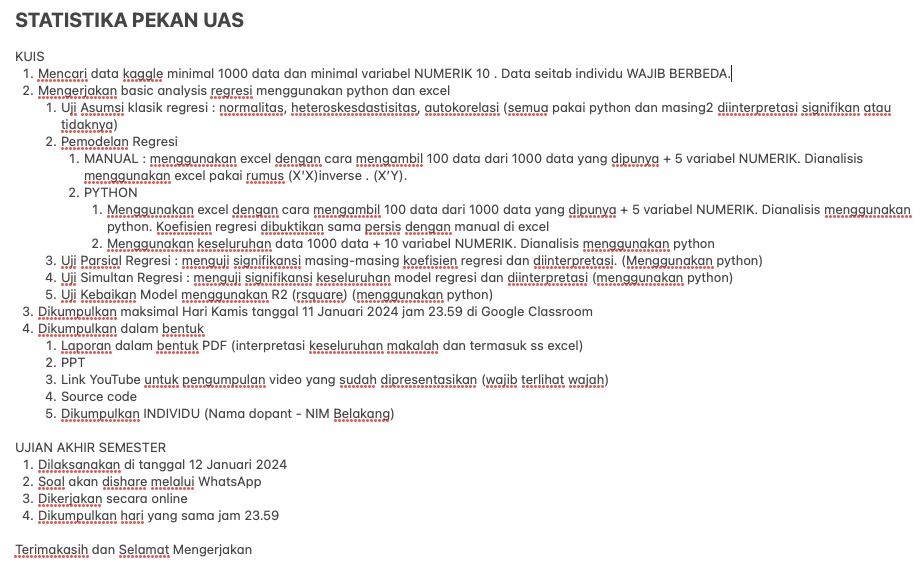 STATISTIKA PEKAN UAS
KUIS
1. Mencari data kaggle minimal 1000 data dan minimal variabel NUMERIK 10 . Data seitab individu WAJIB BERBEDA.
2. Mengerjakan basic analysis regresi menggunakan python dan excel
1. Uji Asumsi klasik regresi : normalitas, heteroskesdastisitas, autokorelasi (semua pakai python dan masing2 diinterpretasi signifikan atau
tidaknya)
2. Pemodelan Regresi
1. MANUAL : menggunakan excel dengan cara mengambil 100 data dari 1000 data yang dipunya + 5 variabel NUMERIK. Dianalisis
menggunakan excel pakai rumus (X'X)inverse . (X'Y).
2. PYTHON
1. Menggunakan excel dengan cara mengambil 100 data dari 1000 data yang dipunya + 5 variabel NUMERIK. Dianalisis menggunakan
python. Koefisien regresi dibuktikan sama persis dengan manual di excel
2. Menggunakan keseluruhan data 1000 data + 10 variabel NUMERIK. Dianalisis menggunakan python
3. Uji Parsial Regresi : menguji signifikansi masing-masing koefisien regresi dan diinterpretasi. (Menggunakan python)
4. Uji Simultan Regresi : menguji signifikansi keseluruhan model regresi dan diinterpretasi (menggunakan python)
5. Uji Kebaikan Model menggunakan R2 (rsquare) (menggunakan python)
3. Dikumpulkan maksimal Hari Kamis tanggal 11 Januari 2024 jam 23.59 di Google Classroom
4. Dikumpulkan dalam bentuk
1. Laporan dalam bentuk PDF (interpretasi keseluruhan makalah dan termasuk ss excel)
2. PPT
3. Link YouTube untuk pengumpulan video yang sudah dipresentasikan (wajib terlihat wajah)
4. Source code
5. Dikumpulkan INDIVIDU (Nama dopant - NIM Belakang)
UJIAN AKHIR SEMESTER
1. Dilaksanakan di tanggal 12 Januari 2024
2. Soal akan dishare melalui WhatsApp
3. Dikerjakan secara online
4. Dikumpulkan hari yang sama jam 23.59
Terimakasih dan Selamat Mengerjakan